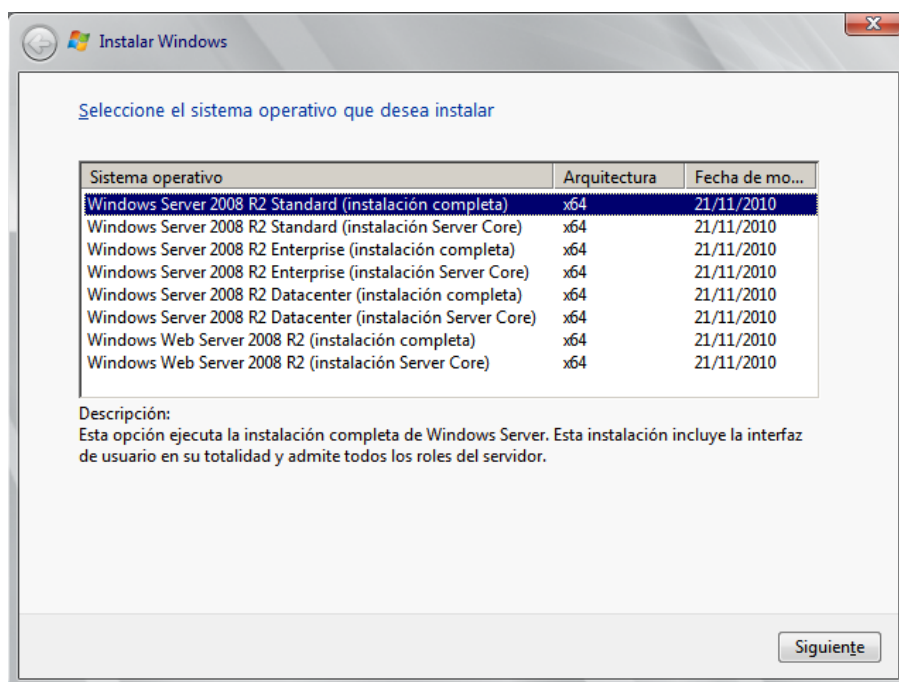 Instalar Windows
Seleccione el sistema operativo que desea instalar
Sistema operativo Arquitectura Fecha de mo...
Windows Server 2008 R2 Standard (instalación completa) x64 21/11/2010
Windows Server 2008 R2 Standard (instalación Server Core) x64 21/11/2010
Windows Server 2008 R2 Enterprise (instalación completa) x64 21/11/2010
Windows Server 2008 R2 Enterprise (instalación Server Core) x64 21/11/2010
Windows Server 2008 R2 Datacenter (instalación completa) x64 21/11/2010
Windows Server 2008 R2 Datacenter (instalación Server Core) x64 21/11/2010
Windows Web Server 2008 R2 (instalación completa) x64 21/11/2010
Windows Web Server 2008 R2 (instalación Server Core) x64 21/11/2010
Descripción:
Esta opción ejecuta la instalación completa de Windows Server. Esta instalación incluye la interfaz
de usuario en su totalidad y admite todos los roles del servidor.
Siguiente